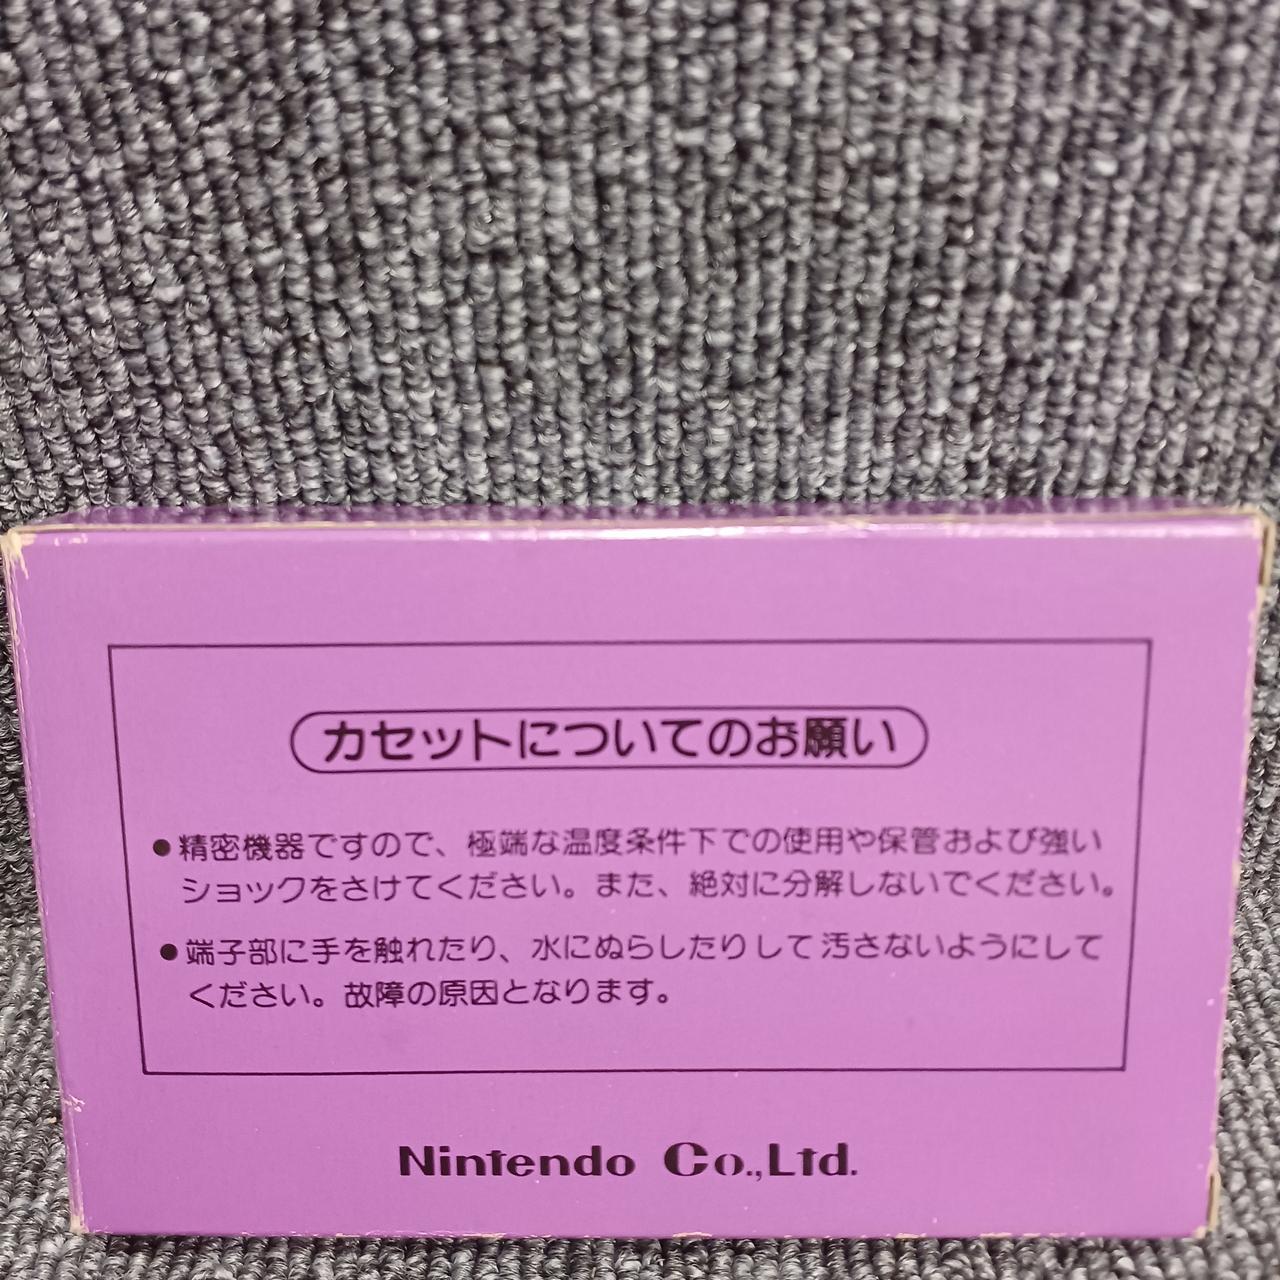 カセットについてのお願い
●精密機器ですので、極端な温度条件下での使用や保管および強い
ショックをさけてください。また、絶対に分解しないでください。
●端子部に手を触れたり、水にぬらしたりして汚さないようにして
ください。故障の原因となります。
Nintendo Co.,Ltd.